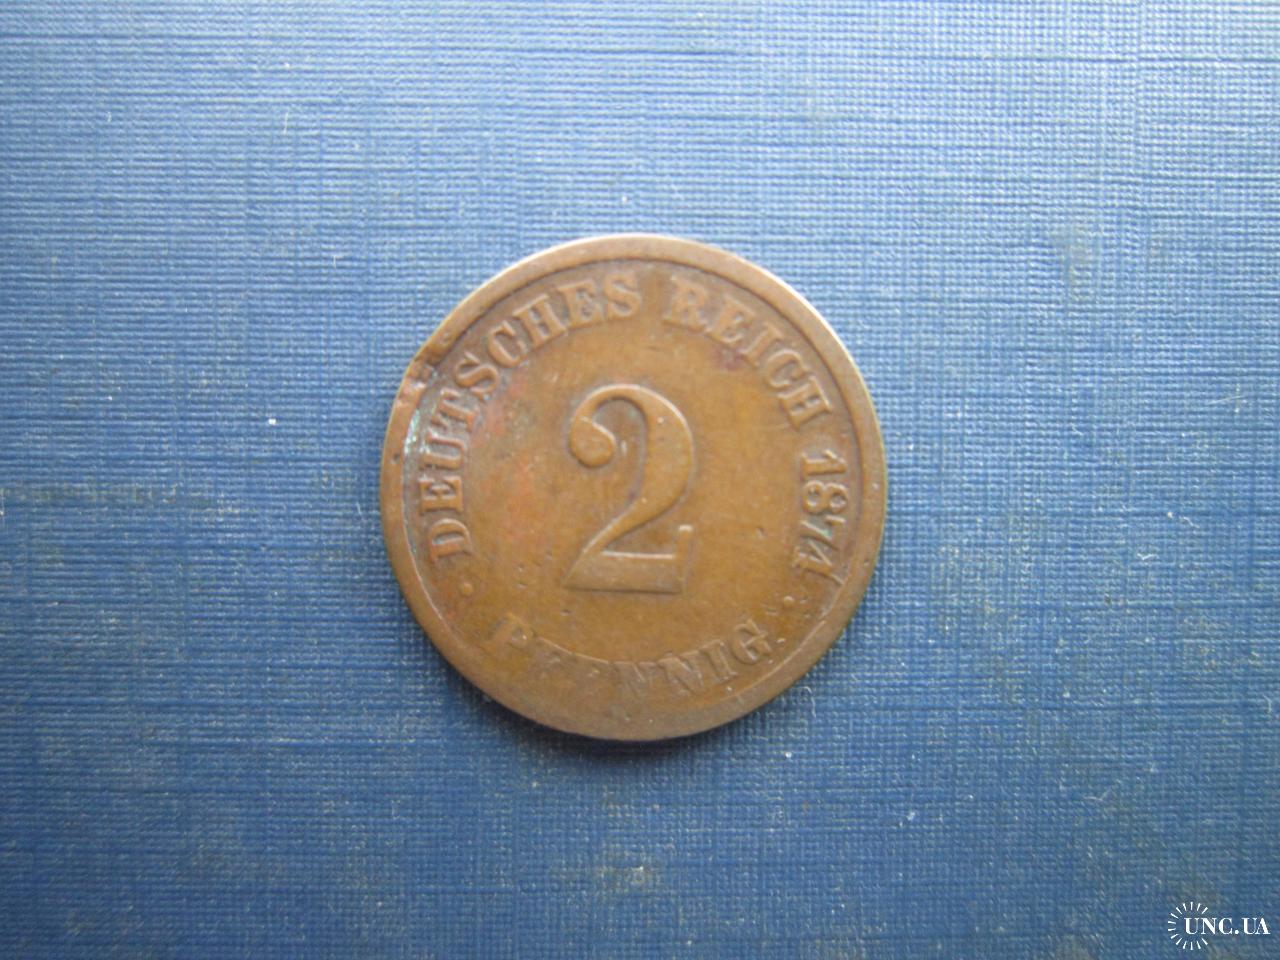 DEUTSCHES REICH 1874
2
PFENNIG
UNC.UA